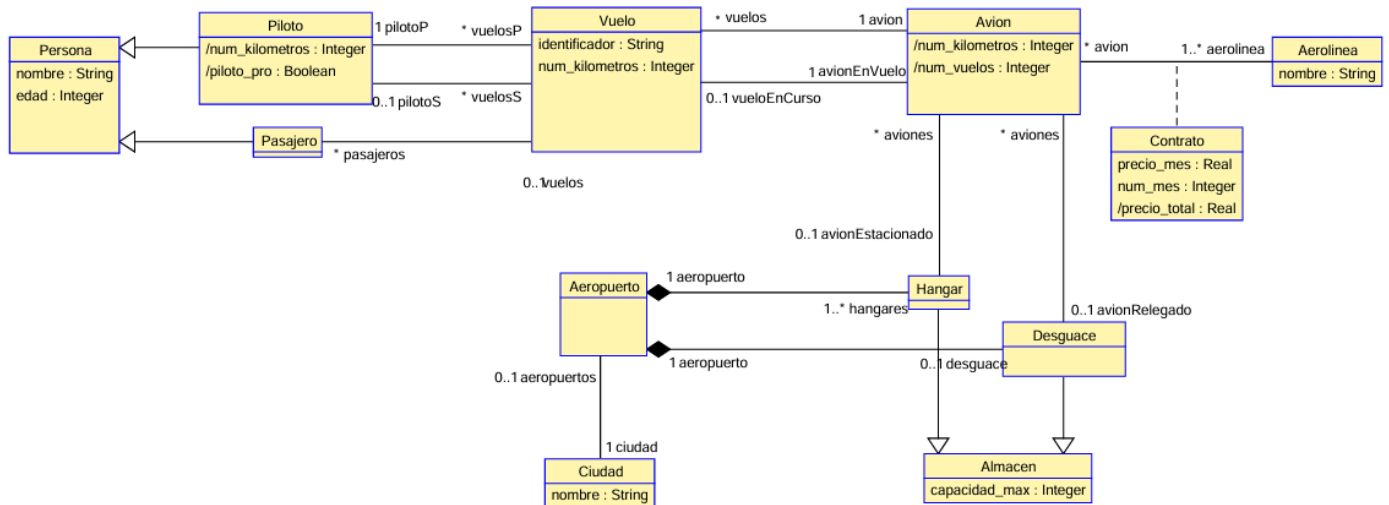 Persona
nombre : String
edad : Integer
Piloto
/num_kilometros : Integer
/piloto_pro : Boolean
1 pilotoP
* vuelosP
0..1 pilotoS
* vuelosS
Pasajero
* pasajeros
0..1vuelos
Vuelo
identificador : String
num_kilometros : Integer
* vuelos
1 avion
1 avionEnVuelo
0..1 vueloEnCurso
Avion
/num_kilometros : Integer
/num_vuelos : Integer
* avion
1..* aerolinea
Aerolinea
nombre : String
Contrato
precio_mes : Real
num_mes : Integer
/precio_total : Real
* aviones
* aviones
0..1 avionEstacionado
Aeropuerto
1 aeropuerto
1..* hangares
Hangar
0..1 avionRelegado
Desguace
1 aeropuerto
0..1 desguace
0..1 aeropuertos
1 ciudad
Ciudad
nombre : String
Almacen
capacidad_max : Integer